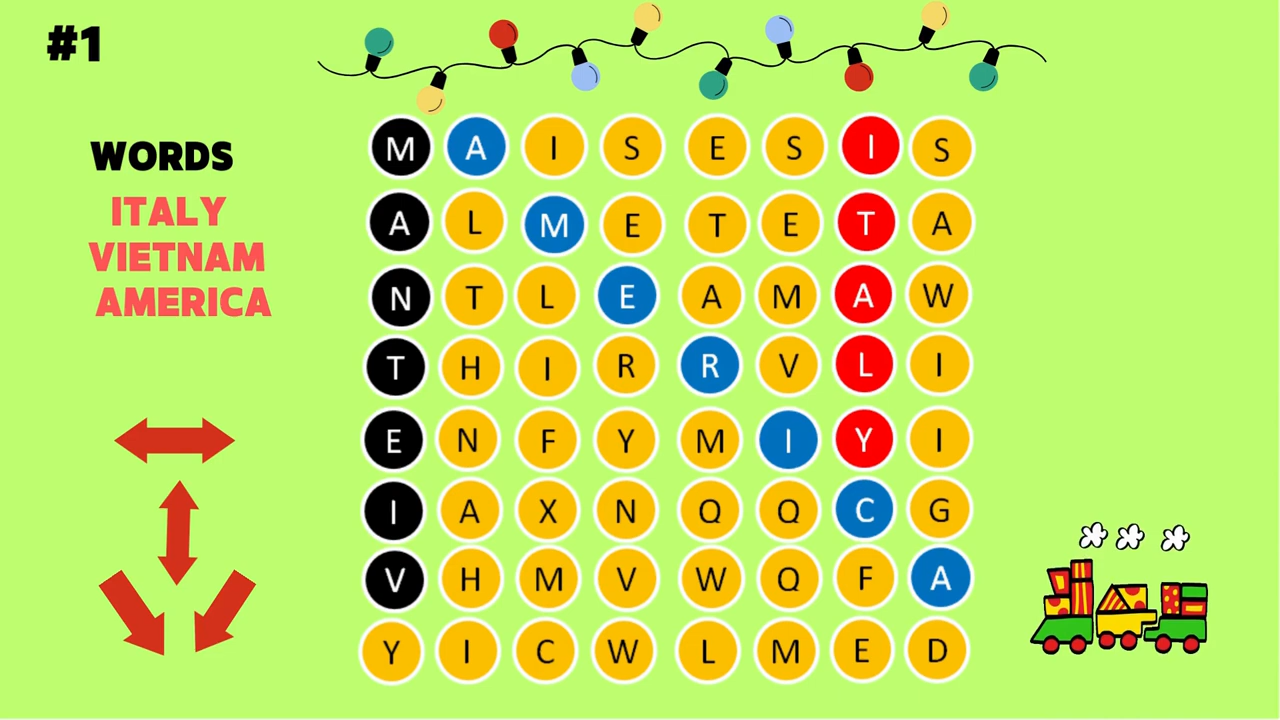 #1
WORDS
ITALY
VIETNAM
AMERICA
M A I S E S I S
A L M E T E T A
N T L E A M A W
T H I R R V L I
E N F Y M I Y I
I A X N Q Q C G
V H M V W Q F A
Y I C W L M E D